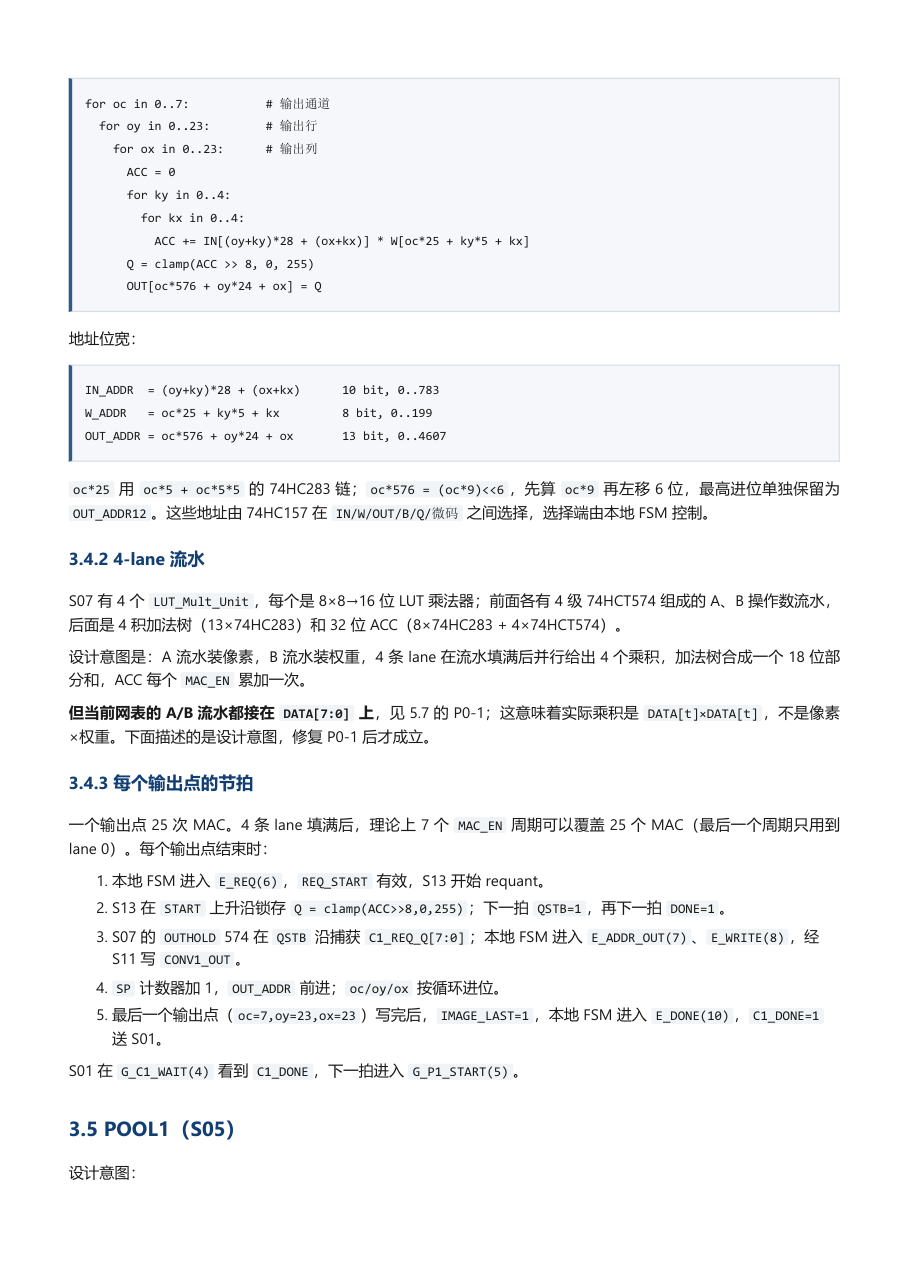 for oc in 0..7:           # 输出通道
  for oy in 0..23:        # 输出行
    for ox in 0..23:      # 输出列
      ACC = 0
      for ky in 0..4:
        for kx in 0..4:
          ACC += IN[(oy+ky)*28 + (ox+kx)] * W[oc*25 + ky*5 + kx]
      Q = clamp(ACC >> 8, 0, 255)
      OUT[oc*576 + oy*24 + ox] = Q
地址位宽：
IN_ADDR  = (oy+ky)*28 + (ox+kx)      10 bit, 0..783
W_ADDR   = oc*25 + ky*5 + kx         8 bit, 0..199
OUT_ADDR = oc*576 + oy*24 + ox       13 bit, 0..4607
oc*25 用 oc*5 + oc*5*5 的 74HC283 链；oc*576 = (oc*9)<<6，先算 oc*9 再左移 6 位，最高进位单独保留为
OUT_ADDR12。这些地址由 74HC157 在 IN/W/OUT/B/Q/微码 之间选择，选择端由本地 FSM 控制。
3.4.2 4-lane 流水
S07 有 4 个 LUT_Mult_Unit，每个是 8×8→16 位 LUT 乘法器；前面各有 4 级 74HCT574 组成的 A、B 操作数流水，
后面是 4 积加法树（13×74HC283）和 32 位 ACC（8×74HC283 + 4×74HCT574）。
设计意图是：A 流水装像素，B 流水装权重，4 条 lane 在流水填满后并行给出 4 个乘积，加法树合成一个 18 位部
分和，ACC 每个 MAC_EN 累加一次。
但当前网表的 A/B 流水都接在 DATA[7:0] 上，见 5.7 的 P0-1；这意味着实际乘积是 DATA[t]×DATA[t]，不是像素
×权重。下面描述的是设计意图，修复 P0-1 后才成立。
3.4.3 每个输出点的节拍
一个输出点 25 次 MAC。4 条 lane 填满后，理论上 7 个 MAC_EN 周期可以覆盖 25 个 MAC（最后一个周期只用到
lane 0）。每个输出点结束时：
1. 本地 FSM 进入 E_REQ(6)，REQ_START 有效，S13 开始 requant。
2. S13 在 START 上升沿锁存 Q = clamp(ACC>>8,0,255)；下一拍 QSTB=1，再下一拍 DONE=1。
3. S07 的 OUTHOLD 574 在 QSTB 沿捕获 C1_REQ_Q[7:0]；本地 FSM 进入 E_ADDR_OUT(7)、E_WRITE(8)，经
S11 写 CONV1_OUT。
4. SP 计数器加 1，OUT_ADDR 前进；oc/oy/ox 按循环进位。
5. 最后一个输出点（oc=7,oy=23,ox=23）写完后，IMAGE_LAST=1，本地 FSM 进入 E_DONE(10)，C1_DONE=1
送 S01。
S01 在 G_C1_WAIT(4) 看到 C1_DONE，下一拍进入 G_P1_START(5)。
3.5 POOL1（S05）
设计意图：